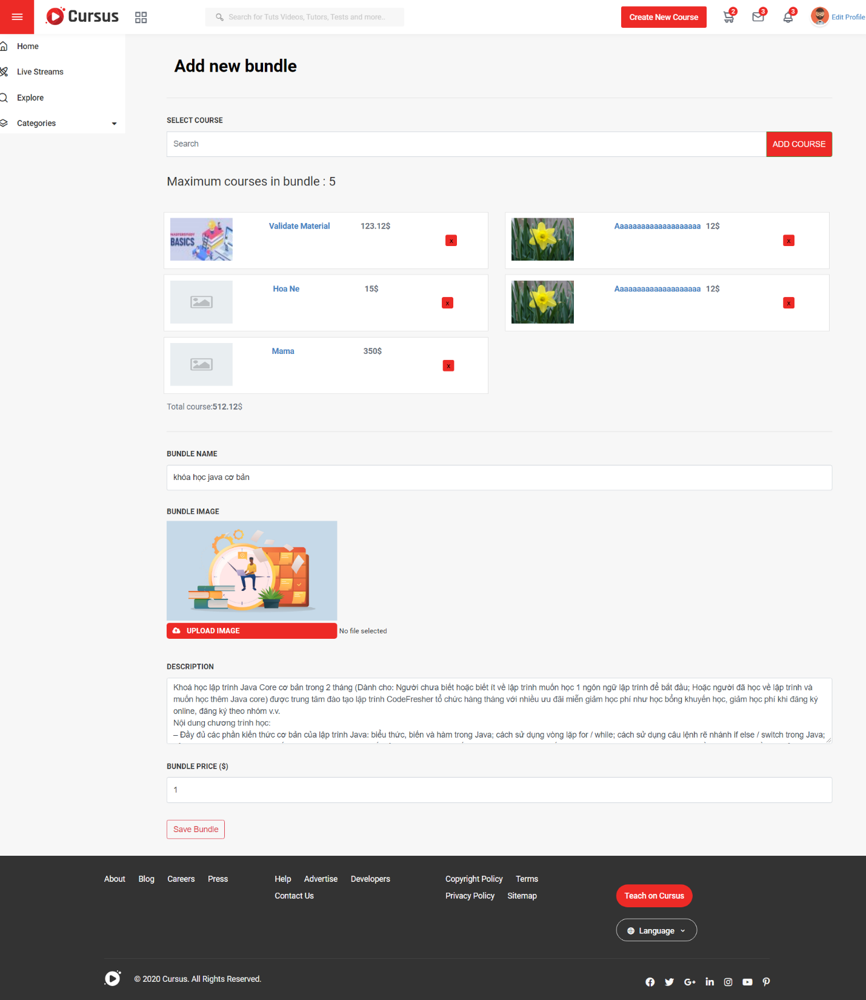 Cursus
Search for Tuts Videos, Tutors, Tests and more..
Create New Course
2
3
3
Edit Profile
Home
Live Streams
Explore
Categories
Add new bundle
SELECT COURSE
Search
ADD COURSE
Maximum courses in bundle : 5
MASTERSTUDY
BASICS
Validate Material 123.12$
x
Aaaaaaaaaaaaaaaaaaaa 12$
x
Hoa Ne 15$
x
Aaaaaaaaaaaaaaaaaaaa 12$
x
Mama 350$
x
Total course:512.12$
BUNDLE NAME
khóa học java cơ bản
BUNDLE IMAGE
UPLOAD IMAGE No file selected
DESCRIPTION
Khoá học lập trình Java Core cơ bản trong 2 tháng (Dành cho: Người chưa biết hoặc biết ít về lập trình muốn học 1 ngôn ngữ lập trình để bắt đầu; Hoặc người đã học về lập trình và
muốn học thêm Java core) được trung tâm đào tạo lập trình CodeFresher tổ chức hàng tháng với nhiều ưu đãi miễn giảm học phí như học bổng khuyến học, giảm học phí khi đăng ký
online, đăng ký theo nhóm v.v.
Nội dung chương trình học:
– Đầy đủ các phần kiến thức cơ bản của lập trình Java: biểu thức, biến và hàm trong Java; cách sử dụng vòng lặp for / while; cách sử dụng câu lệnh rẽ nhánh if else / switch trong Java;
BUNDLE PRICE ($)
1
Save Bundle
About Blog Careers Press
Help Advertise Developers
Contact Us
Copyright Policy Terms
Privacy Policy Sitemap
Teach on Cursus
Language
© 2020 Cursus. All Rights Reserved.